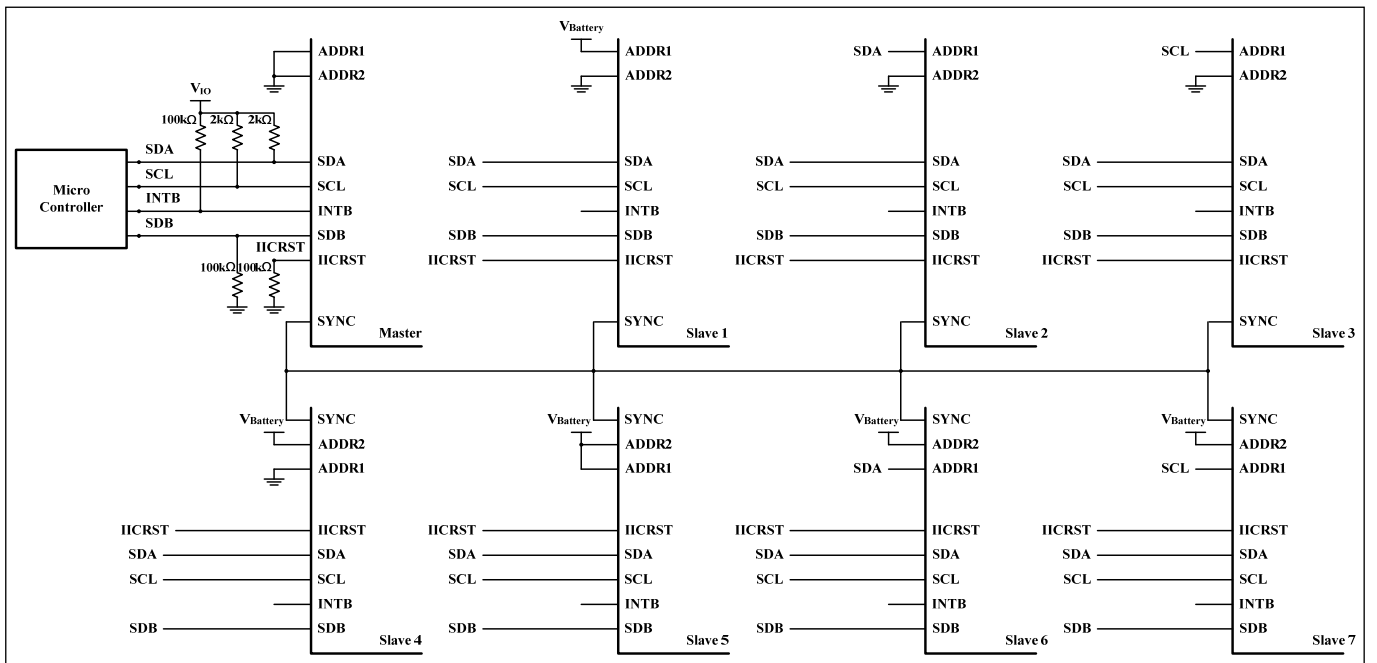 VBattery
ADDR1 ADDR1 SDA ADDR1 SCL ADDR1
ADDR2 ADDR2 ADDR2 ADDR2
VIO
100kΩ 2kΩ 2kΩ
Micro
Controller
SDA SDA SDA SDA SDA SDA SDA SDA
SCL SCL SCL SCL SCL SCL SCL SCL
INTB INTB INTB INTB INTB
SDB SDB SDB SDB SDB SDB SDB SDB
IICRST IICRST IICRST IICRST IICRST IICRST IICRST IICRST
100kΩ 100kΩ
SYNC SYNC SYNC SYNC
Master Slave 1 Slave 2 Slave 3
VBattery SYNC VBattery SYNC VBattery SYNC VBattery SYNC
ADDR2 ADDR2 ADDR2 ADDR2
ADDR1 ADDR1 SDA ADDR1 SCL ADDR1
IICRST IICRST IICRST IICRST IICRST IICRST IICRST IICRST
SDA SDA SDA SDA SDA SDA SDA SDA
SCL SCL SCL SCL SCL SCL SCL SCL
INTB INTB INTB INTB
SDB SDB SDB SDB SDB SDB SDB SDB
Slave 4 Slave 5 Slave 6 Slave 7